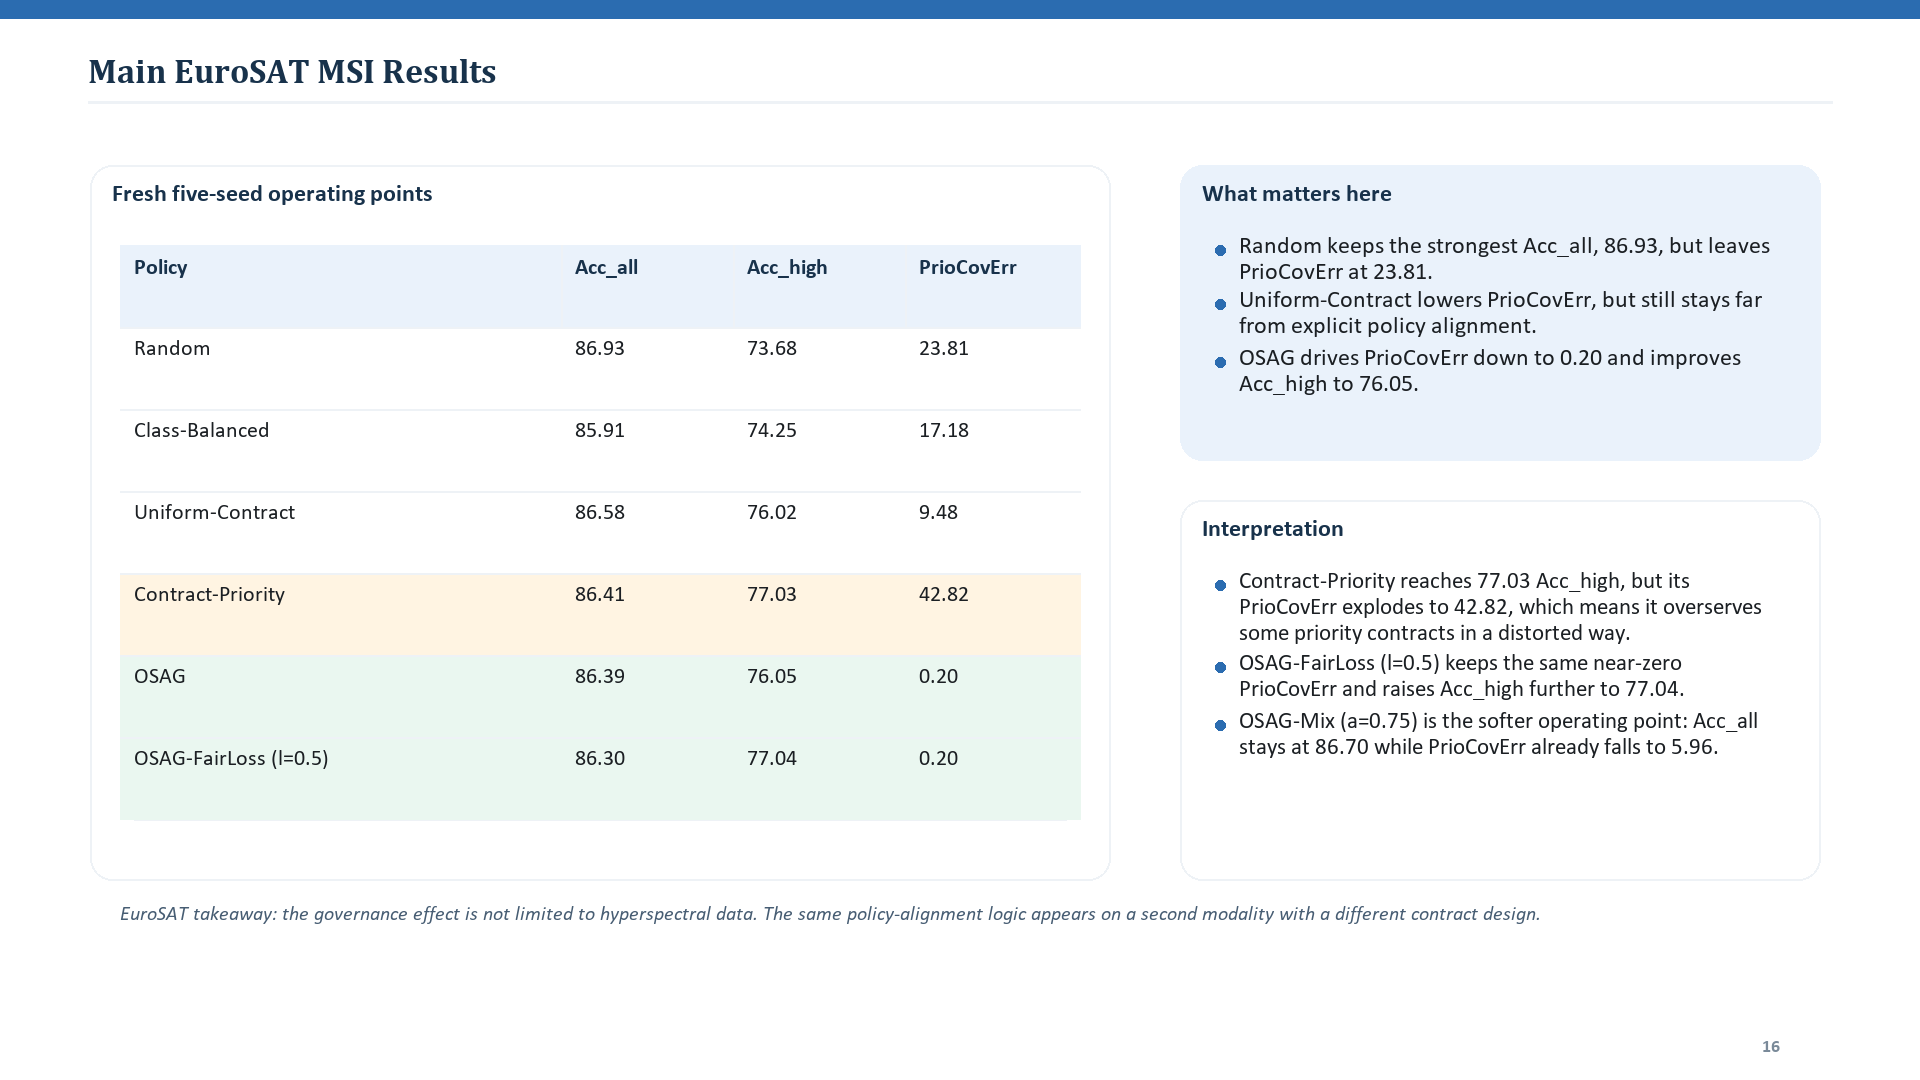 Main EuroSAT MSI Results
Fresh five-seed operating points
Policy Acc_all Acc_high PrioCovErr
Random 86.93 73.68 23.81
Class-Balanced 85.91 74.25 17.18
Uniform-Contract 86.58 76.02 9.48
Contract-Priority 86.41 77.03 42.82
OSAG 86.39 76.05 0.20
OSAG-FairLoss (l=0.5) 86.30 77.04 0.20
What matters here
Random keeps the strongest Acc_all, 86.93, but leaves
PrioCovErr at 23.81.
Uniform-Contract lowers PrioCovErr, but still stays far
from explicit policy alignment.
OSAG drives PrioCovErr down to 0.20 and improves
Acc_high to 76.05.
Interpretation
Contract-Priority reaches 77.03 Acc_high, but its
PrioCovErr explodes to 42.82, which means it overserves
some priority contracts in a distorted way.
OSAG-FairLoss (l=0.5) keeps the same near-zero
PrioCovErr and raises Acc_high further to 77.04.
OSAG-Mix (a=0.75) is the softer operating point: Acc_all
stays at 86.70 while PrioCovErr already falls to 5.96.
EuroSAT takeaway: the governance effect is not limited to hyperspectral data. The same policy-alignment logic appears on a second modality with a different contract design.
16